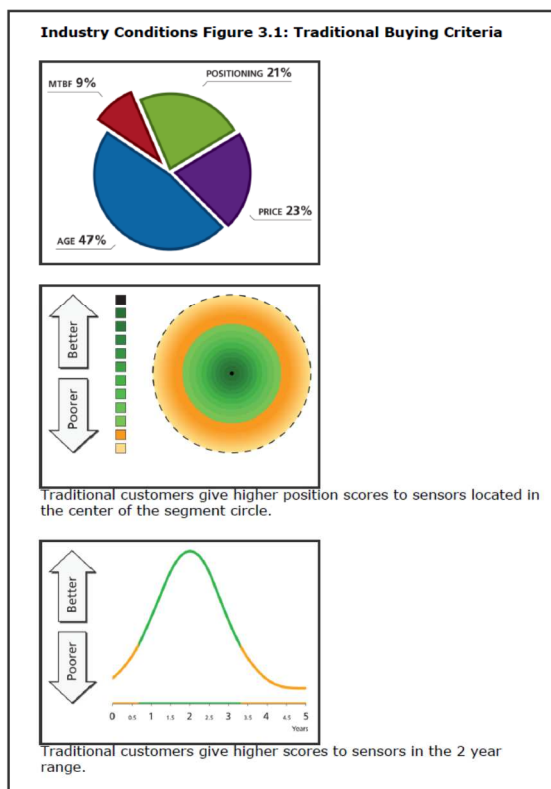 Industry Conditions Figure 3.1: Traditional Buying Criteria
MTBF 9%
POSITIONING 21%
PRICE 23%
AGE 47%
Better
Poorer
Traditional customers give higher position scores to sensors located in
the center of the segment circle.
Better
Poorer
0 0.5 1 1.5 2 2.5 3 3.5 4 4.5 5
Years
Traditional customers give higher scores to sensors in the 2 year
range.